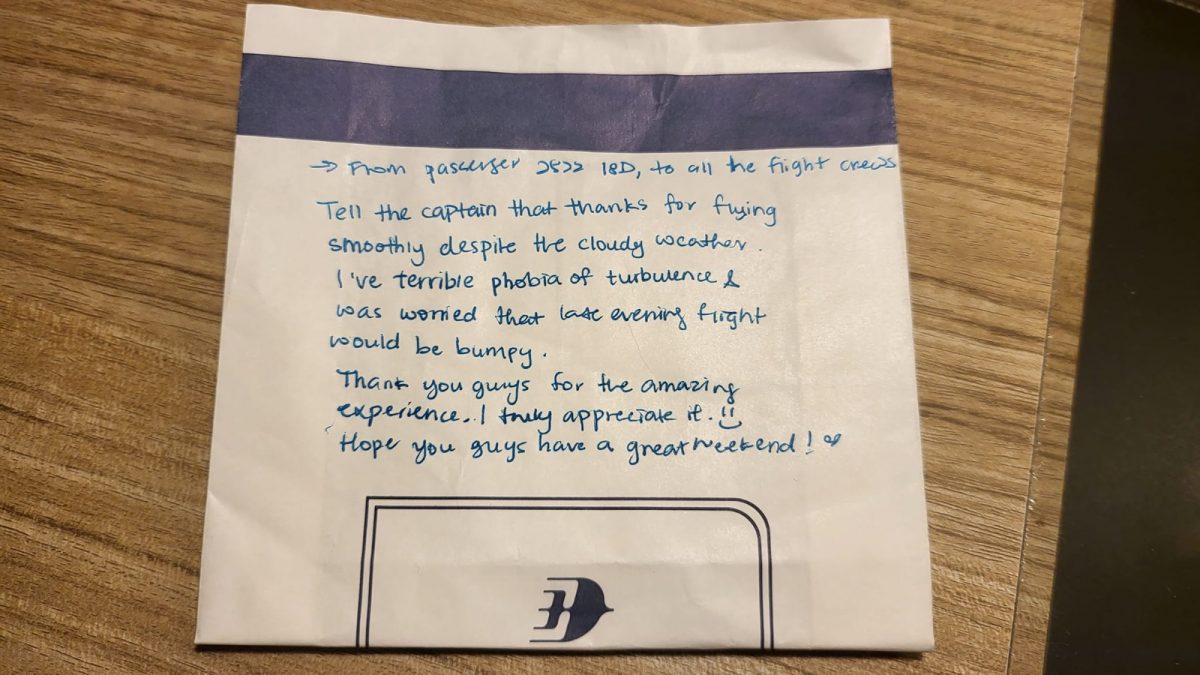 → From passenger 2522 18D, to all the flight crews
Tell the captain that thanks for flying
smoothly despite the cloudy weather.
I've terrible phobia of turbulence &
was worried that late evening flight
would be bumpy.
Thank you guys for the amazing
experience.. I truly appreciate it. :)
Hope you guys have a great weekend! ♡